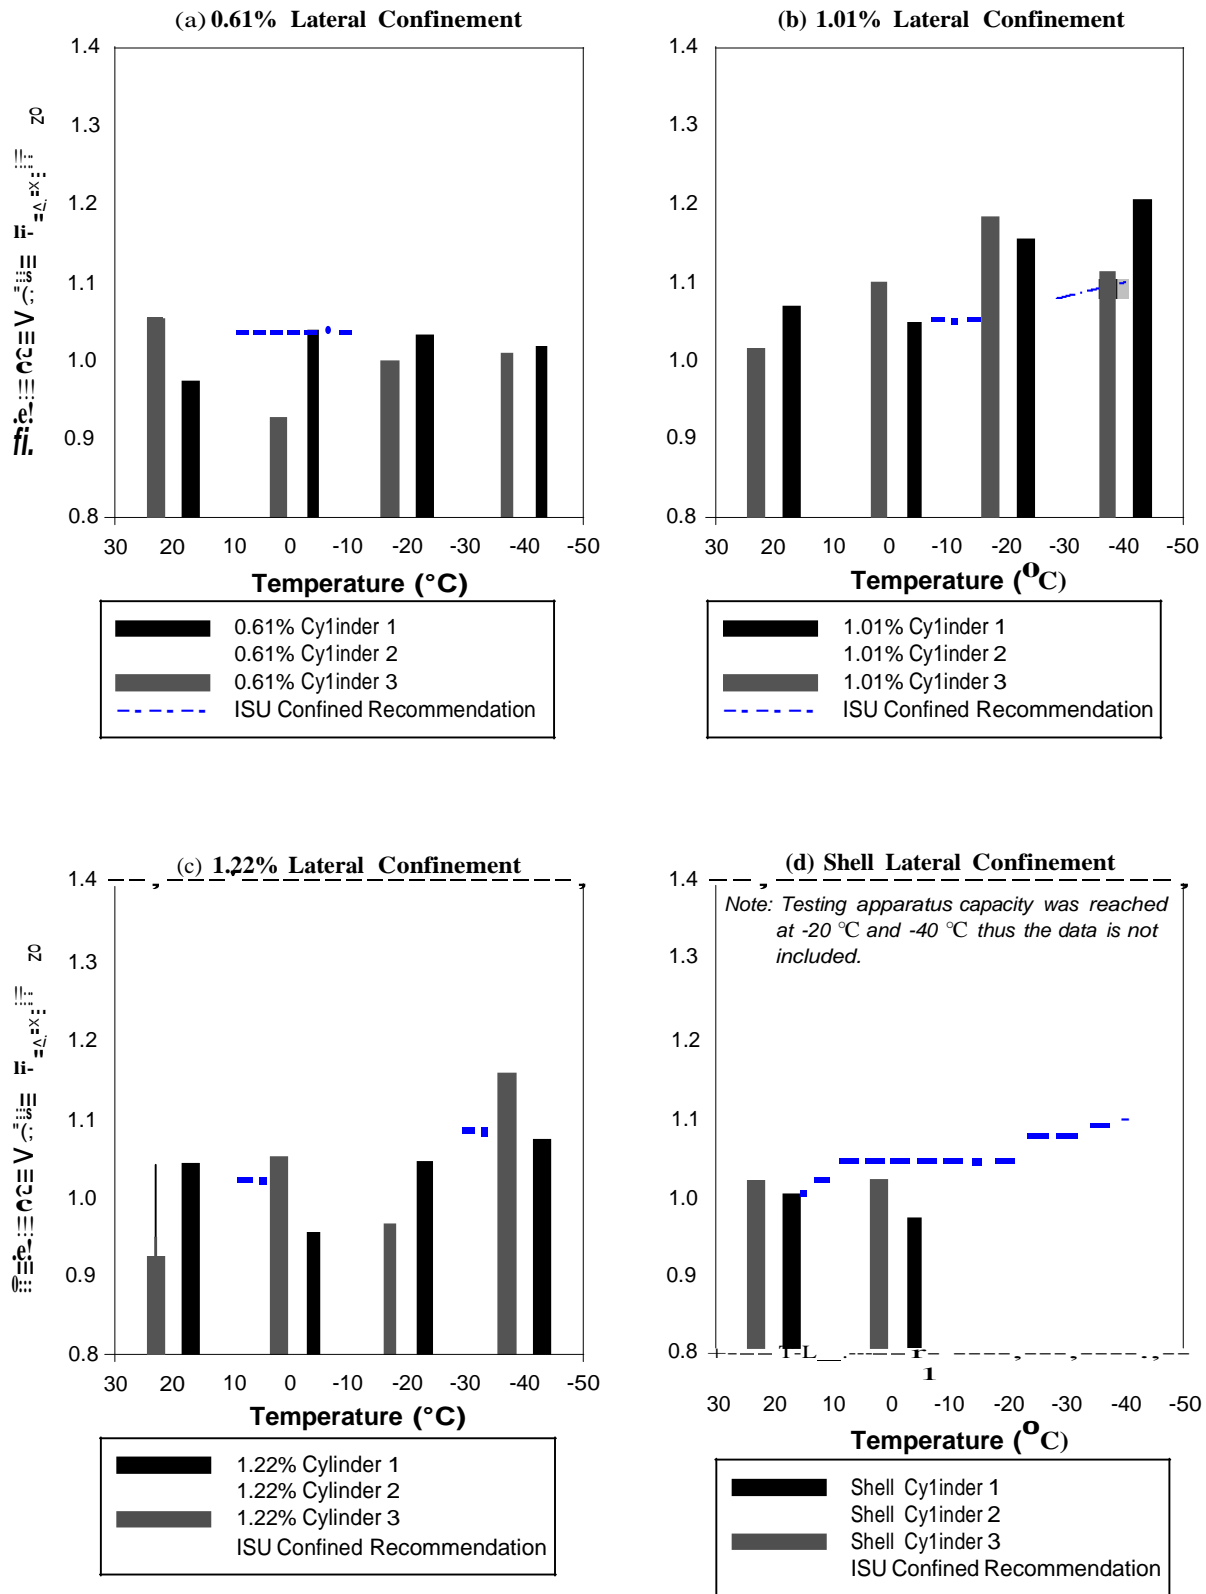 (a) 0.61% Lateral Confinement
1.4
1.3
1.2
1.1
1.0
0.9
0.8
30 20 10 0 -10 -20 -30 -40 -50
Temperature (°C)
0.61% Cy1inder 1
0.61% Cy1inder 2
0.61% Cy1inder 3
ISU Confined Recommendation
(b) 1.01% Lateral Confinement
1.4
1.3
1.2
1.1
1.0
0.9
0.8
30 20 10 0 -10 -20 -30 -40 -50
Temperature (OC)
1.01% Cy1inder 1
1.01% Cy1inder 2
1.01% Cy1inder 3
ISU Confined Recommendation
(c) 1.22% Lateral Confinement
1.4
1.3
1.2
1.1
1.0
0.9
0.8
30 20 10 0 -10 -20 -30 -40 -50
Temperature (°C)
1.22% Cylinder 1
1.22% Cylinder 2
1.22% Cylinder 3
ISU Confined Recommendation
(d) Shell Lateral Confinement
1.4
Note: Testing apparatus capacity was reached
at -20 °C and -40 °C thus the data is not
included.
1.3
1.2
1.1
1.0
0.9
0.8
1
30 20 10 0 -10 -20 -30 -40 -50
Temperature (OC)
Shell Cy1inder 1
Shell Cy1inder 2
Shell Cy1inder 3
ISU Confined Recommendation